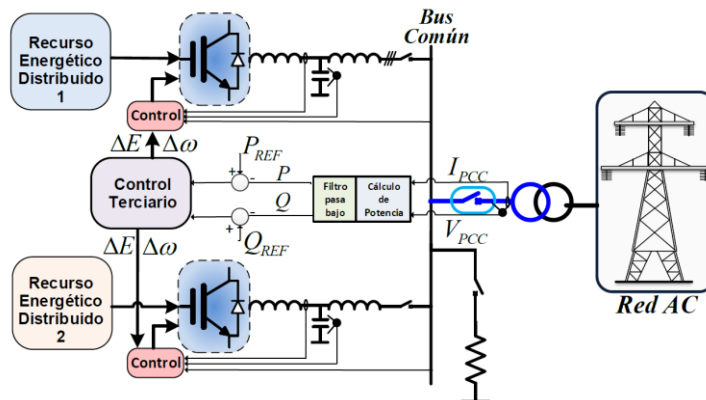 Bus
Común
Recurso
Energético
Distribuido
1
Control
ΔE Δω
P_REF
P
Q
Q_REF
Control
Terciario
Filtro
pasa
bajo
Cálculo
de
Potencia
I_PCC
V_PCC
ΔE Δω
Recurso
Energético
Distribuido
2
Control
Red AC